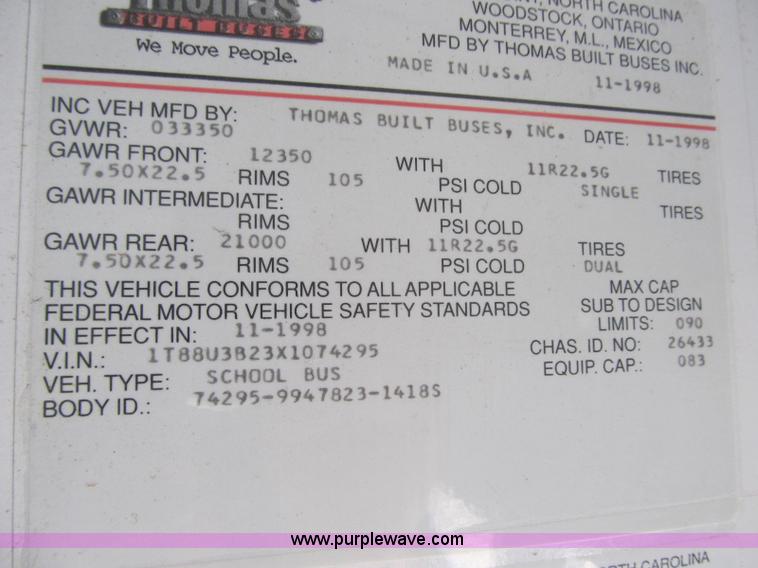 Thomas
BUILT BUSES
We Move People.
NORTH CAROLINA
WOODSTOCK, ONTARIO
MONTERREY, M.L., MEXICO
MFD BY THOMAS BUILT BUSES INC.
MADE IN U.S.A 11-1998
INC VEH MFD BY: THOMAS BUILT BUSES, INC. DATE: 11-1998
GVWR: 033350
GAWR FRONT: 12350 WITH 11R22.5G TIRES
7.50X22.5 RIMS 105 PSI COLD SINGLE
GAWR INTERMEDIATE: WITH TIRES
RIMS PSI COLD
GAWR REAR: 21000 WITH 11R22.5G TIRES
7.50X22.5 RIMS 105 PSI COLD DUAL
THIS VEHICLE CONFORMS TO ALL APPLICABLE MAX CAP
FEDERAL MOTOR VEHICLE SAFETY STANDARDS SUB TO DESIGN
IN EFFECT IN: 11-1998 LIMITS: 090
V.I.N.: 1T88U3B23X1074295 CHAS. ID. NO: 26433
VEH. TYPE: SCHOOL BUS EQUIP. CAP.: 083
BODY ID.: 74295-9947823-1418S
www.purplewave.com
CAROLINA